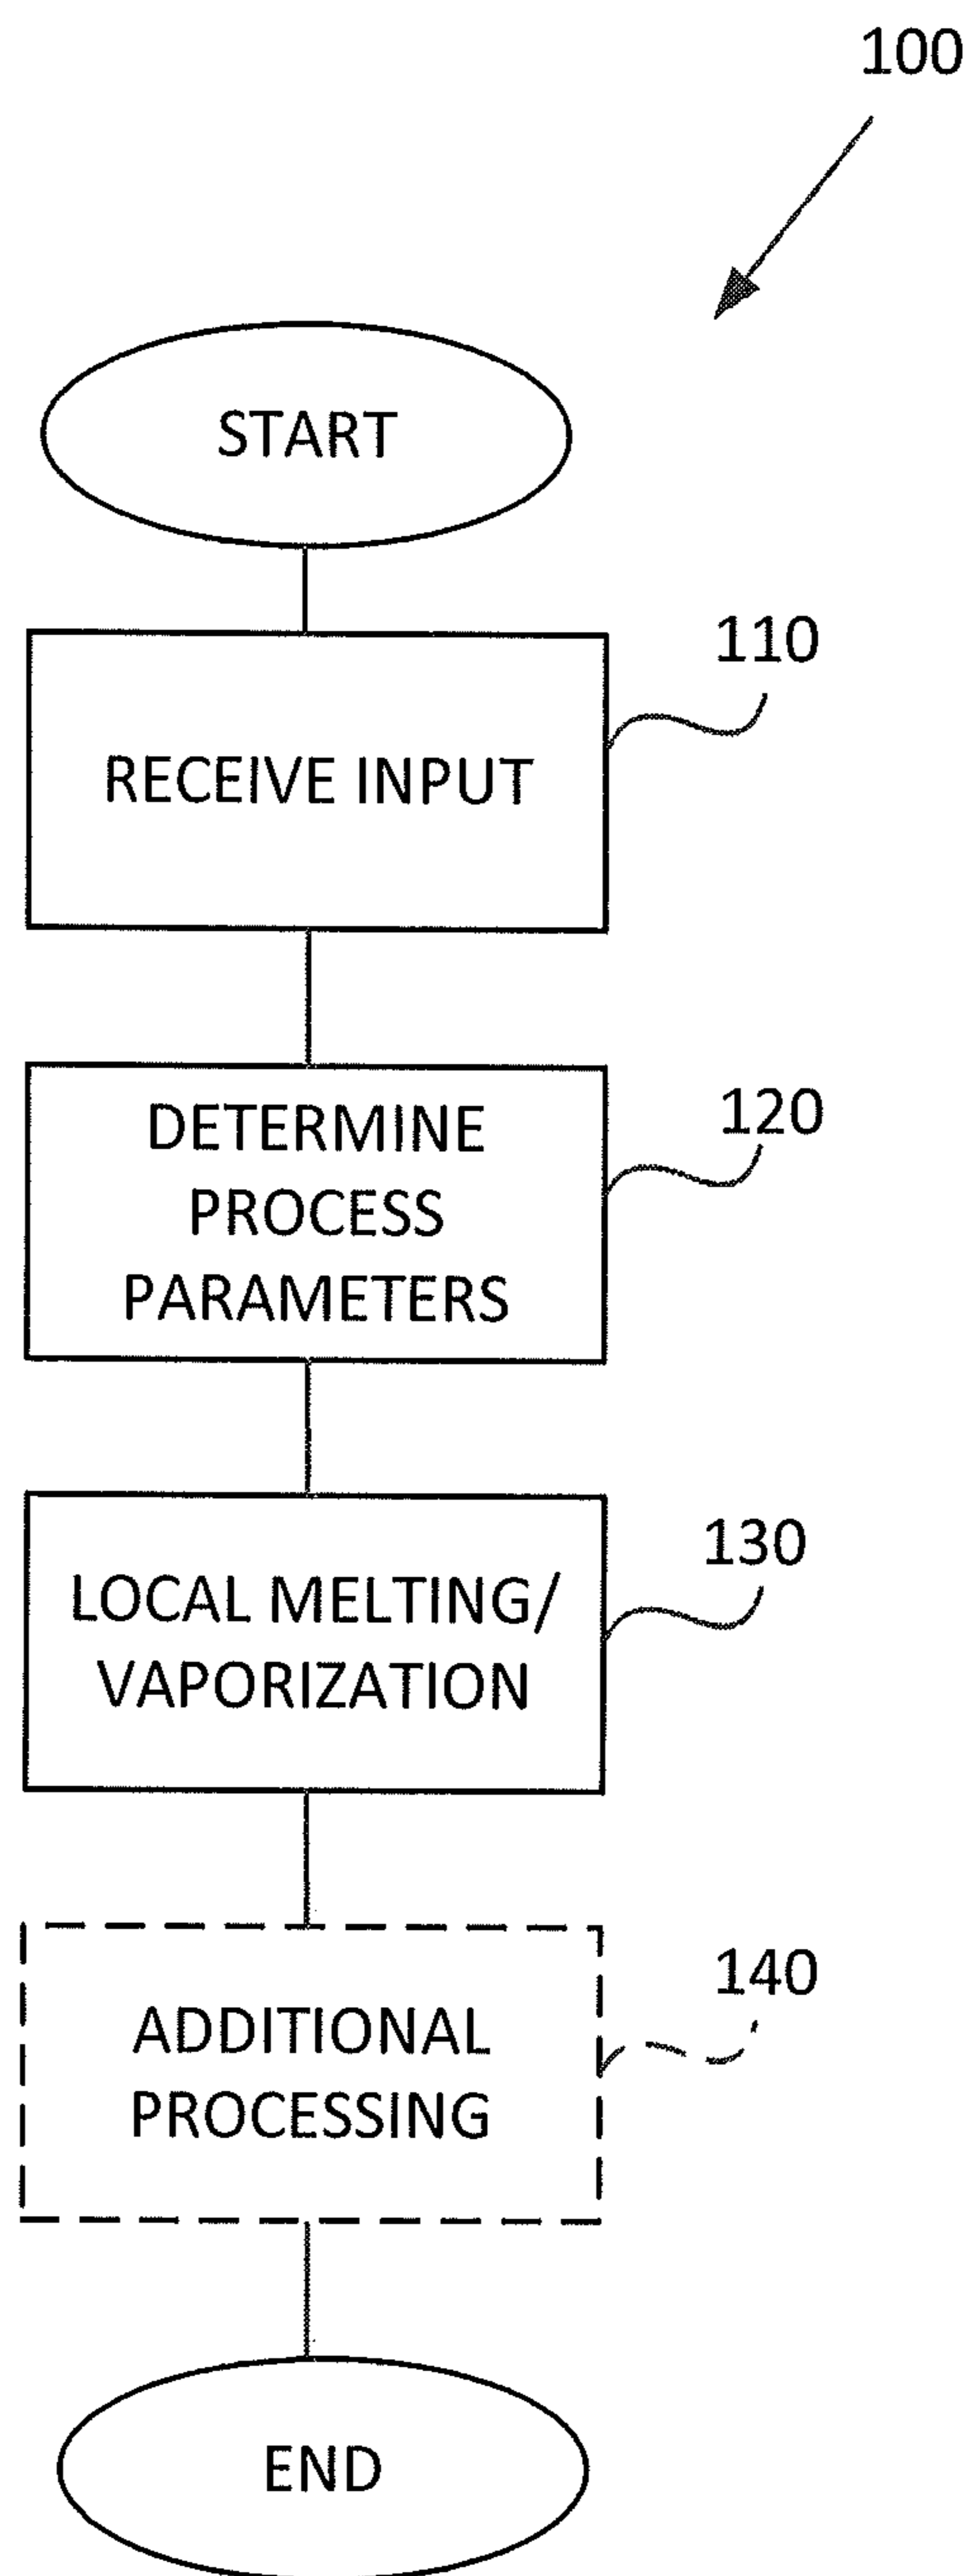 100
START
110
RECEIVE INPUT
120
DETERMINE
PROCESS
PARAMETERS
130
LOCAL MELTING/
VAPORIZATION
140
ADDITIONAL
PROCESSING
END